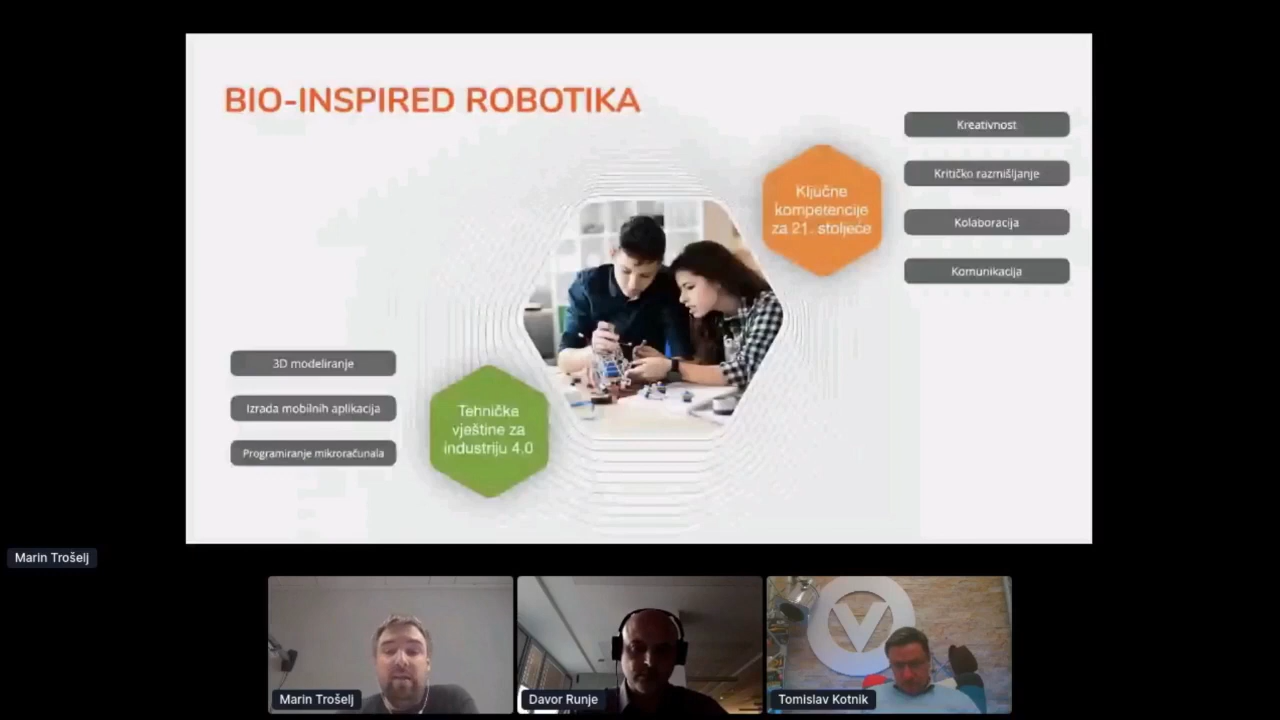 BIO-INSPIRED ROBOTIKA
Ključne
kompetencije
za 21. stoljeće
Kreativnost
Kritičko razmišljanje
Kolaboracija
Komunikacija
3D modeliranje
Izrada mobilnih aplikacija
Programiranje mikroračunala
Tehničke
vještine za
industriju 4.0
Marin Trošelj
Marin Trošelj
Davor Runje
Tomislav Kotnik